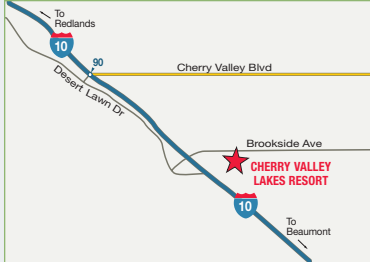 To
Redlands
10
90
Cherry Valley Blvd
Desert Lawn Dr
Brookside Ave
CHERRY VALLEY
LAKES RESORT
10
To
Beaumont